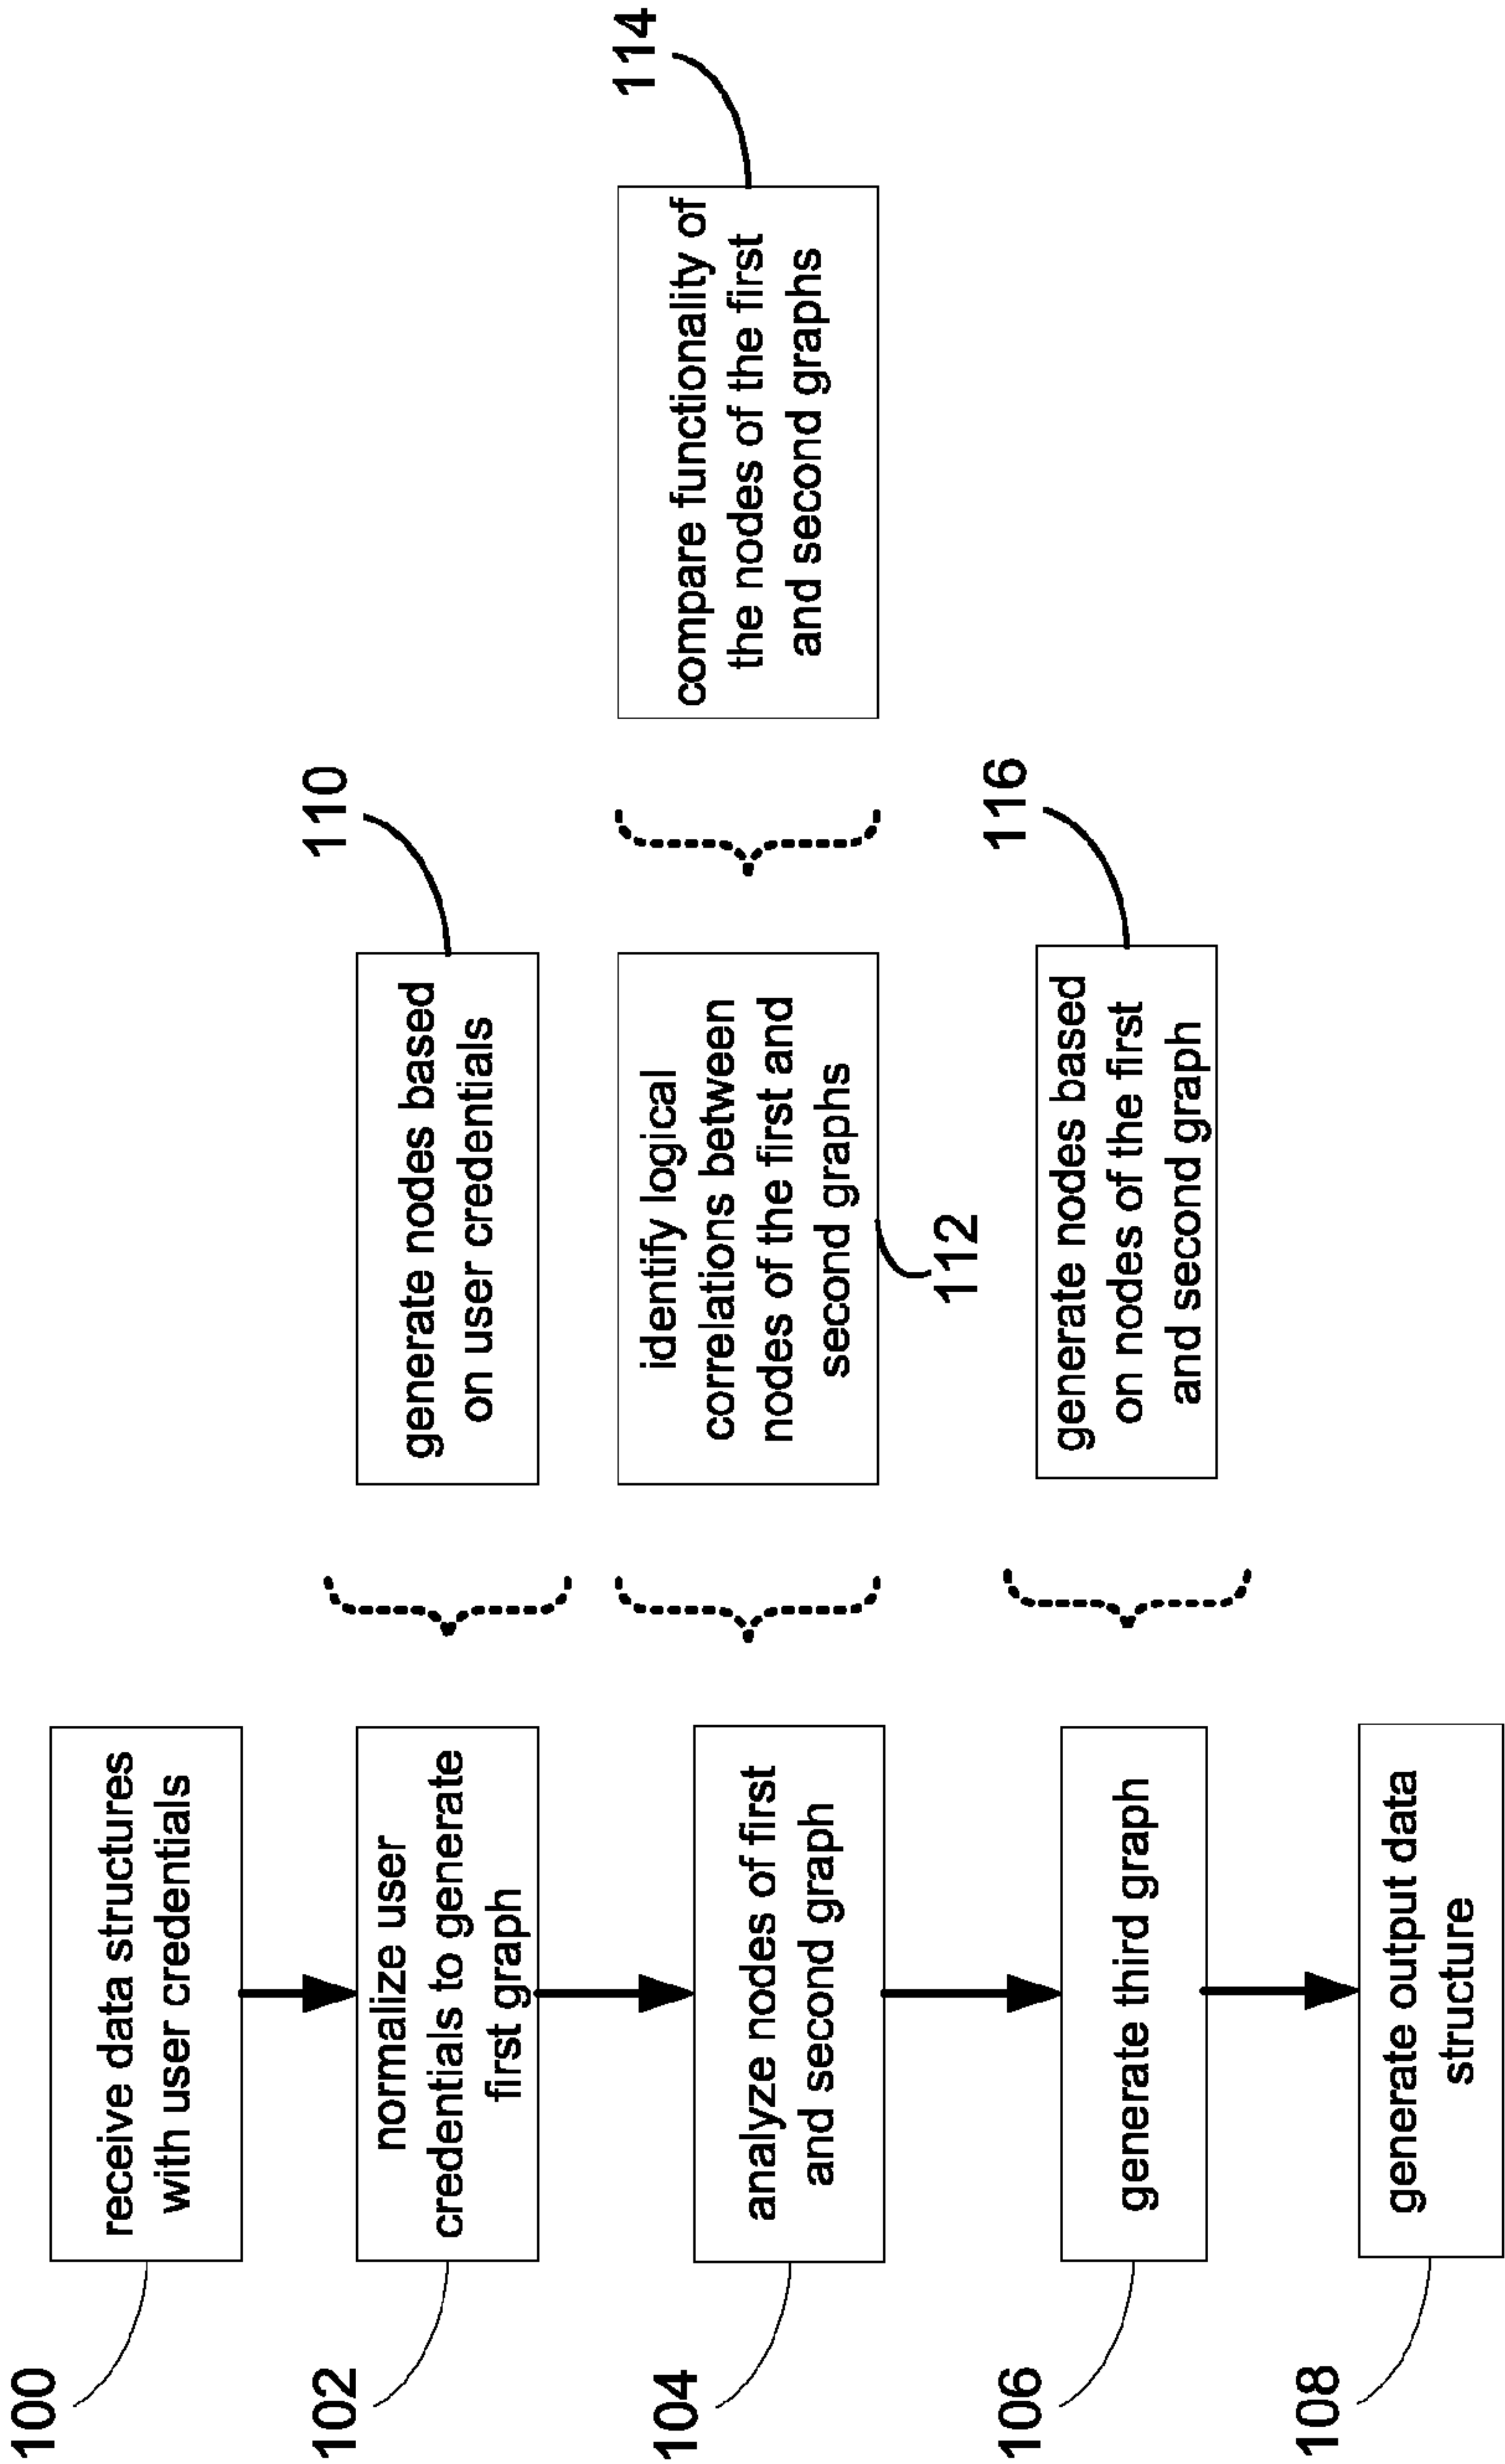 100
receive data structures
with user credentials
102
normalize user
credentials to generate
first graph
110
generate nodes based
on user credentials
104
analyze nodes of first
and second graph
identify logical
correlations between
nodes of the first and
second graphs
112
114
compare functionality of
the nodes of the first
and second graphs
106
generate third graph
116
generate nodes based
on nodes of the first
and second graph
108
generate output data
structure